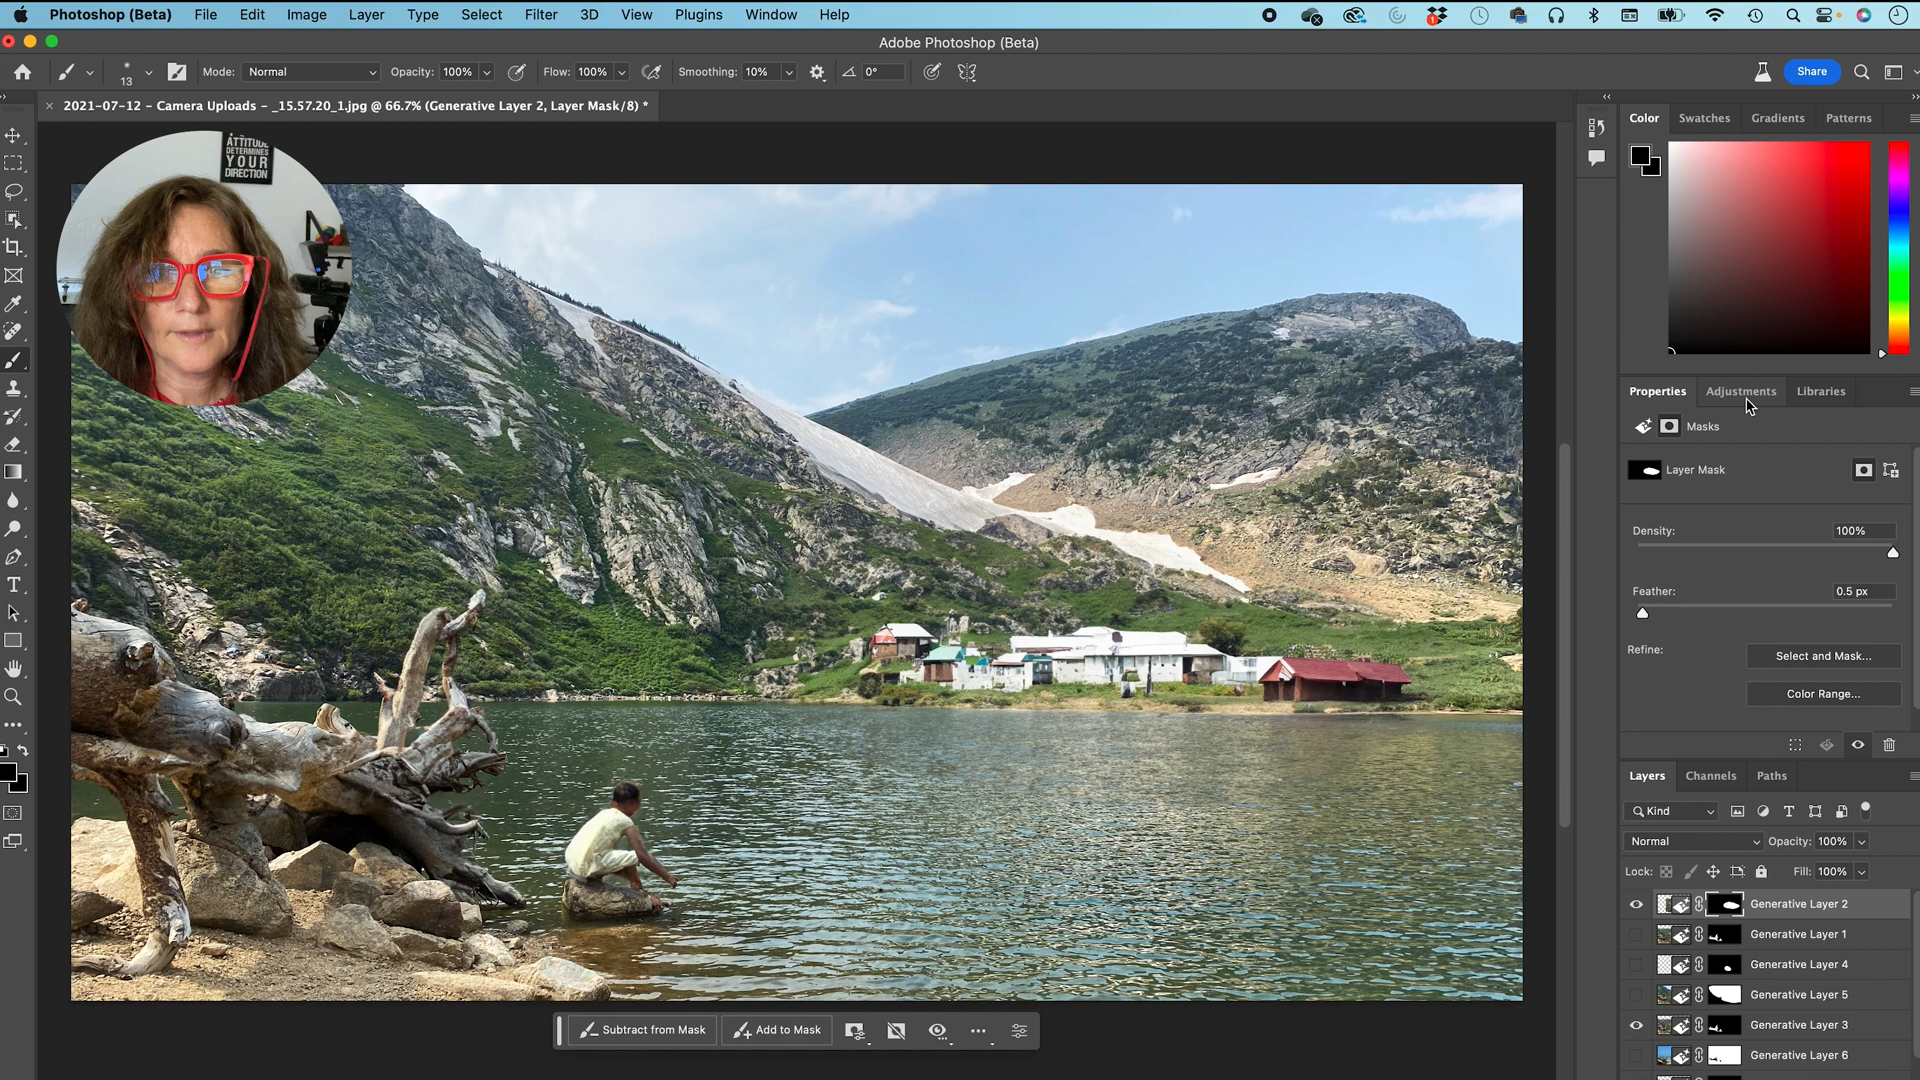 Photoshop (Beta) File Edit Image Layer Type Select Filter 3D View Plugins Window Help
1
Adobe Photoshop (Beta)
13 Mode: Normal Opacity: 100% Flow: 100% Smoothing: 10% 0° Share
× 2021-07-12 - Camera Uploads - _15.57.20_1.jpg @ 66.7% (Generative Layer 2, Layer Mask/8) *
ATTITUDE
DETERMINES
YOUR
DIRECTION
Color Swatches Gradients Patterns
Properties Adjustments Libraries
Masks
Layer Mask
Density: 100%
Feather: 0.5 px
Refine: Select and Mask...
Color Range...
Layers Channels Paths
Kind
Normal Opacity: 100%
Lock: Fill: 100%
Generative Layer 2
Generative Layer 1
Generative Layer 4
Generative Layer 5
Generative Layer 3
Generative Layer 6
Subtract from Mask Add to Mask